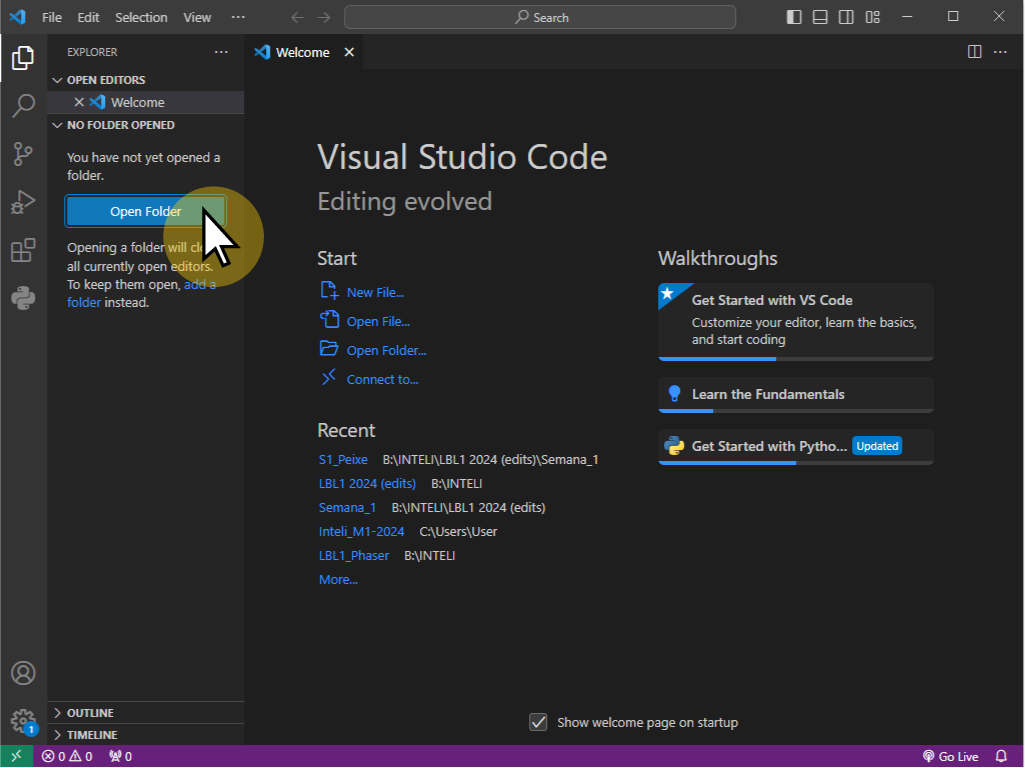 File Edit Selection View ... Search
EXPLORER ...
Welcome
OPEN EDITORS
Welcome
NO FOLDER OPENED
You have not yet opened a
folder.
Open Folder
Opening a folder will
all currently open editors.
To keep them open, add a
folder instead.
Visual Studio Code
Editing evolved
Start
New File...
Open File...
Open Folder...
Connect to...
Recent
S1_Peixe B:\INTELI\LBL1 2024 (edits)\Semana_1
LBL1 2024 (edits) B:\INTELI
Semana_1 B:\INTELI\LBL1 2024 (edits)
Inteli_M1-2024 C:\Users\User
LBL1_Phaser B:\INTELI
More...
Walkthroughs
Get Started with VS Code
Customize your editor, learn the basics,
and start coding
Learn the Fundamentals
Get Started with Pytho... Updated
Show welcome page on startup
OUTLINE
1
TIMELINE
0 0 0 Go Live